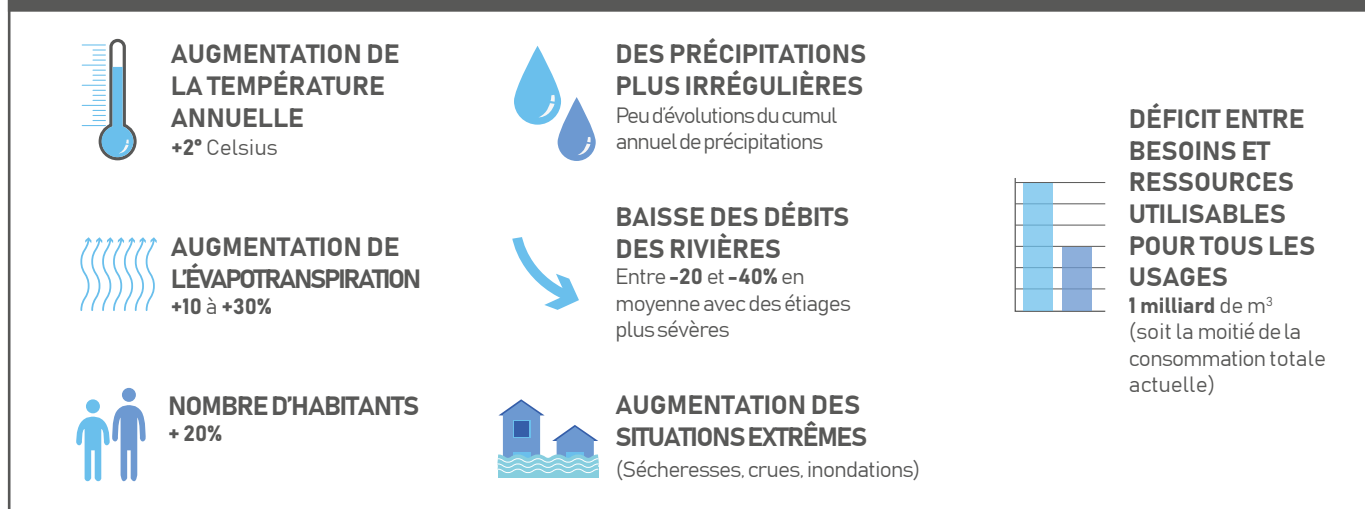 AUGMENTATION DE
LA TEMPÉRATURE
ANNUELLE
+2° Celsius
AUGMENTATION DE
L'ÉVAPOTRANSPIRATION
+10 à +30%
NOMBRE D'HABITANTS
+ 20%
DES PRÉCIPITATIONS
PLUS IRRÉGULIÈRES
Peu d'évolutions du cumul
annuel de précipitations
BAISSE DES DÉBITS
DES RIVIÈRES
Entre -20 et -40% en
moyenne avec des étiages
plus sévères
AUGMENTATION DES
SITUATIONS EXTRÊMES
(Sécheresses, crues, inondations)
DÉFICIT ENTRE
BESOINS ET
RESSOURCES
UTILISABLES
POUR TOUS LES
USAGES
1 milliard de m³
(soit la moitié de la
consommation totale
actuelle)